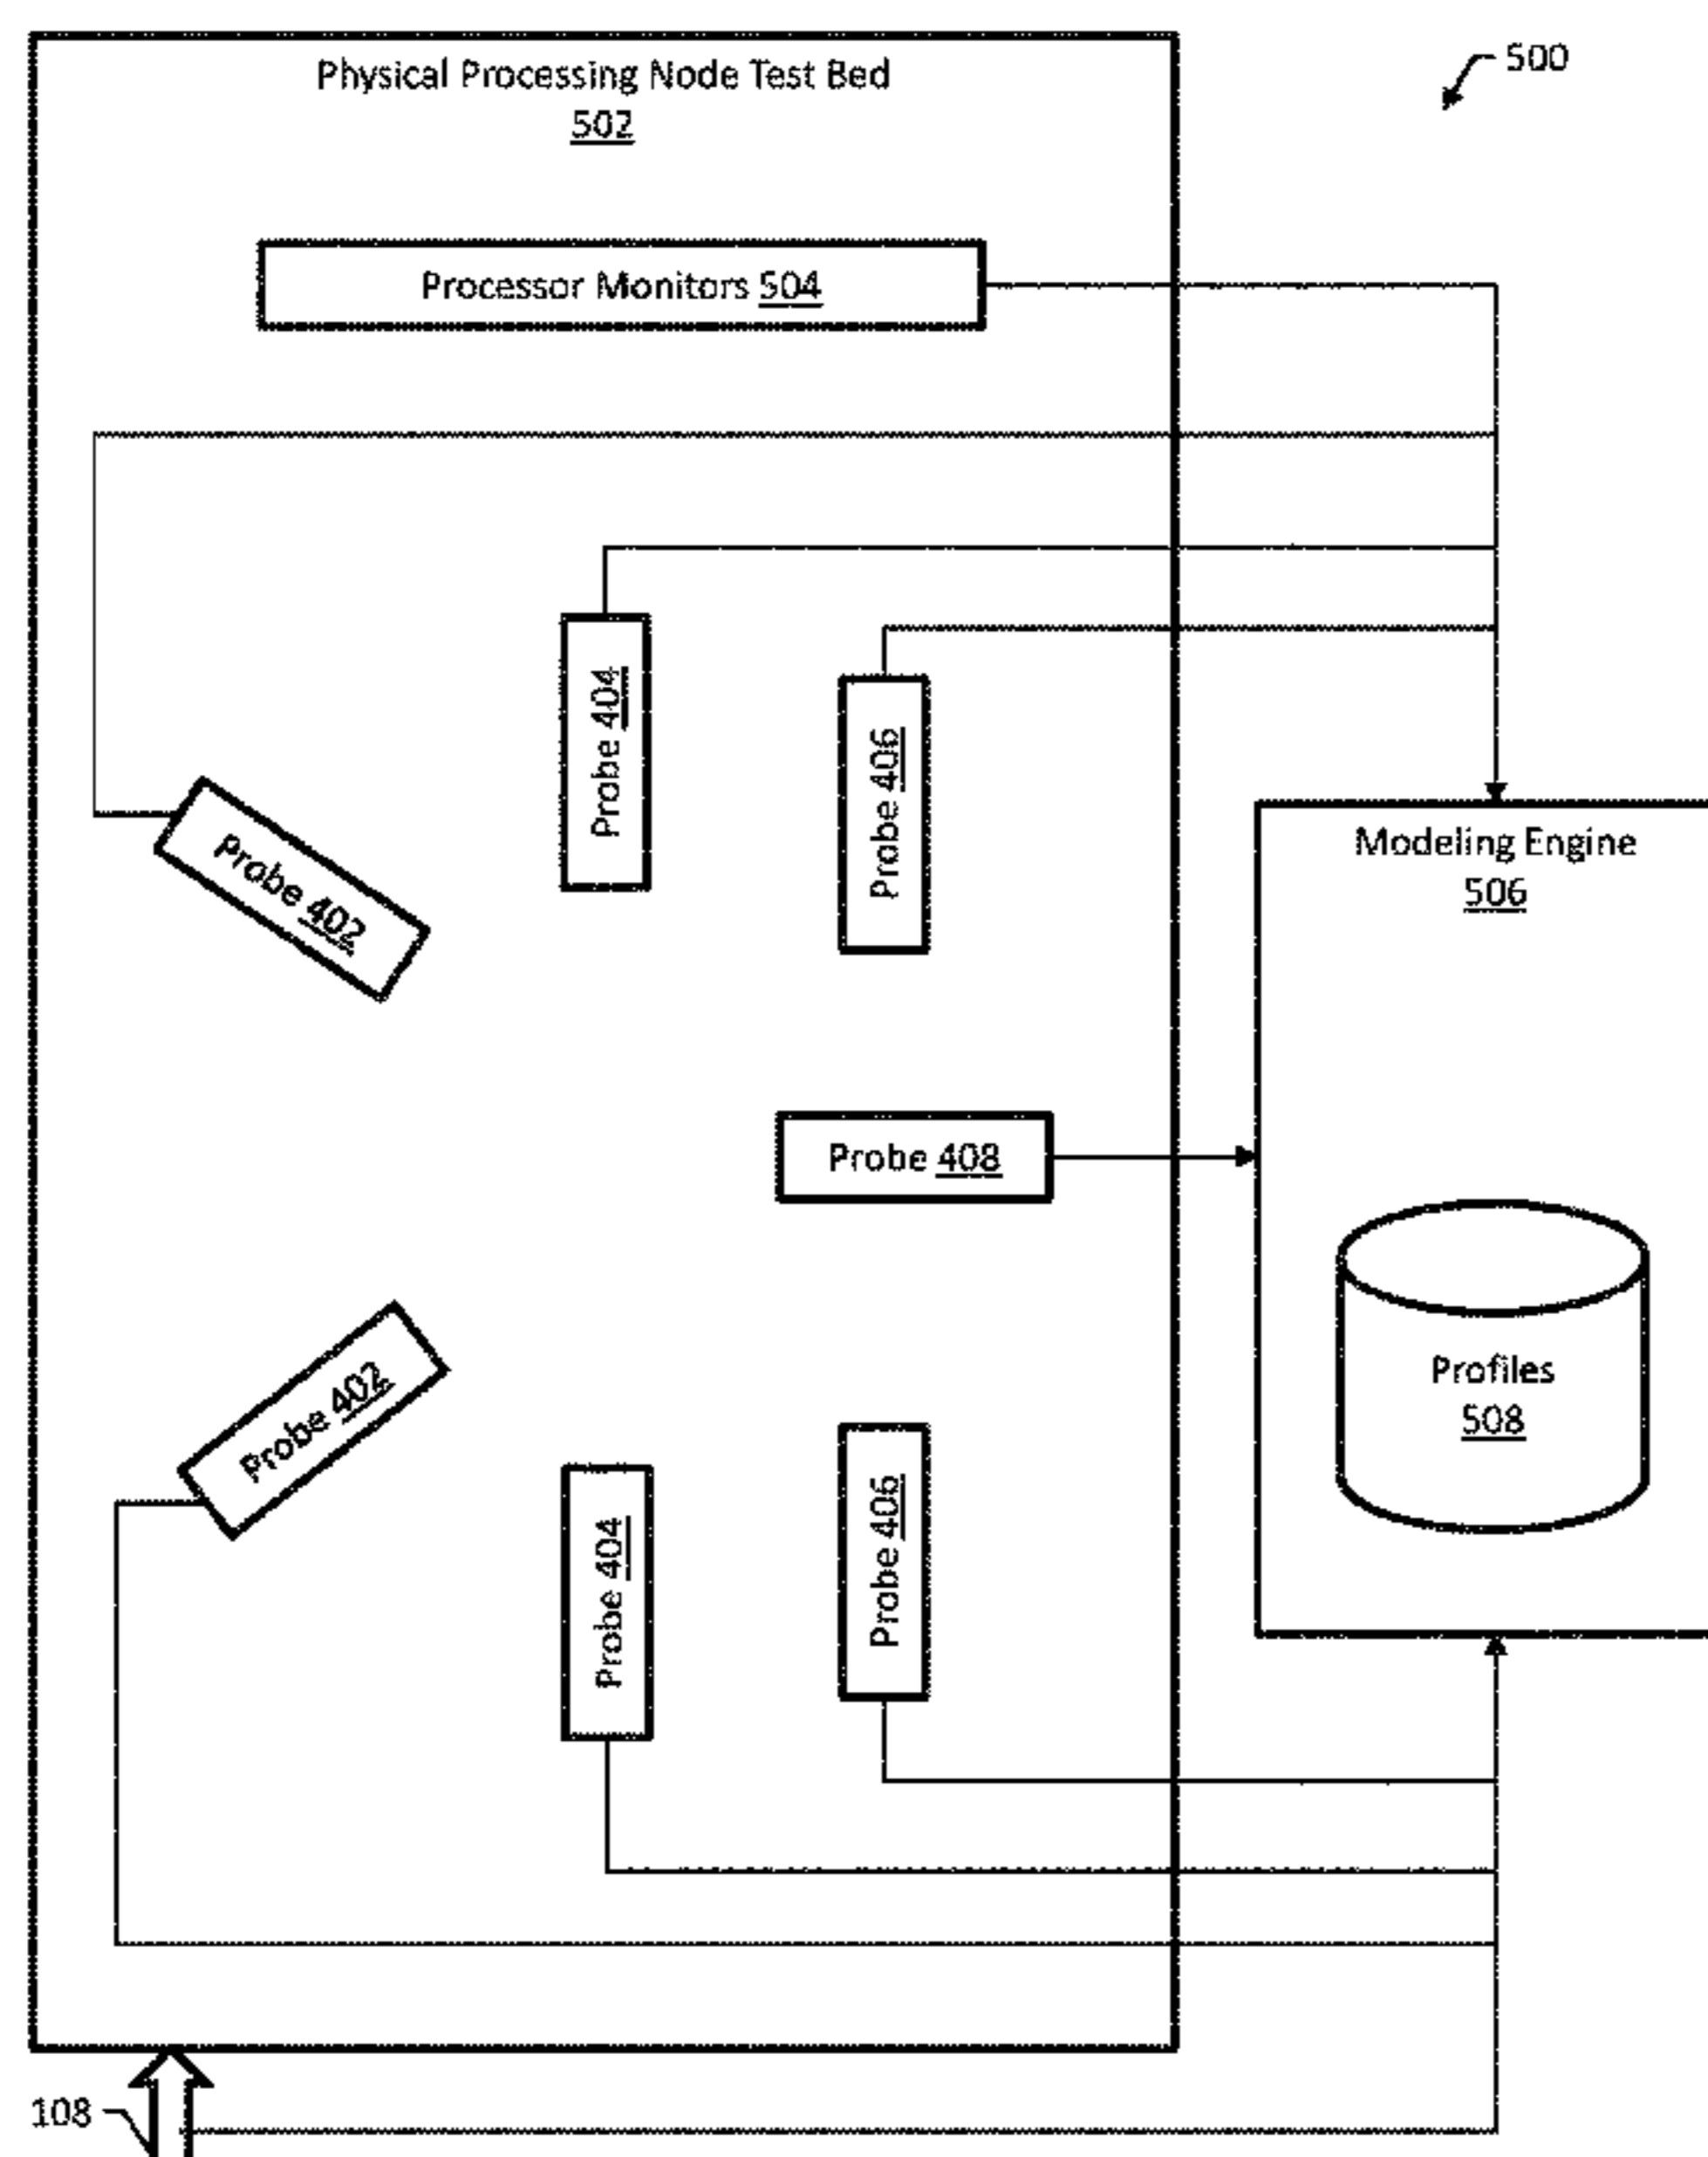 Physical Processing Node Test Bed
502
500
Processor Monitors 504
Probe 404
Probe 406
Probe 402
Modeling Engine
506
Probe 408
Profiles
508
Probe 402
Probe 404
Probe 406
108